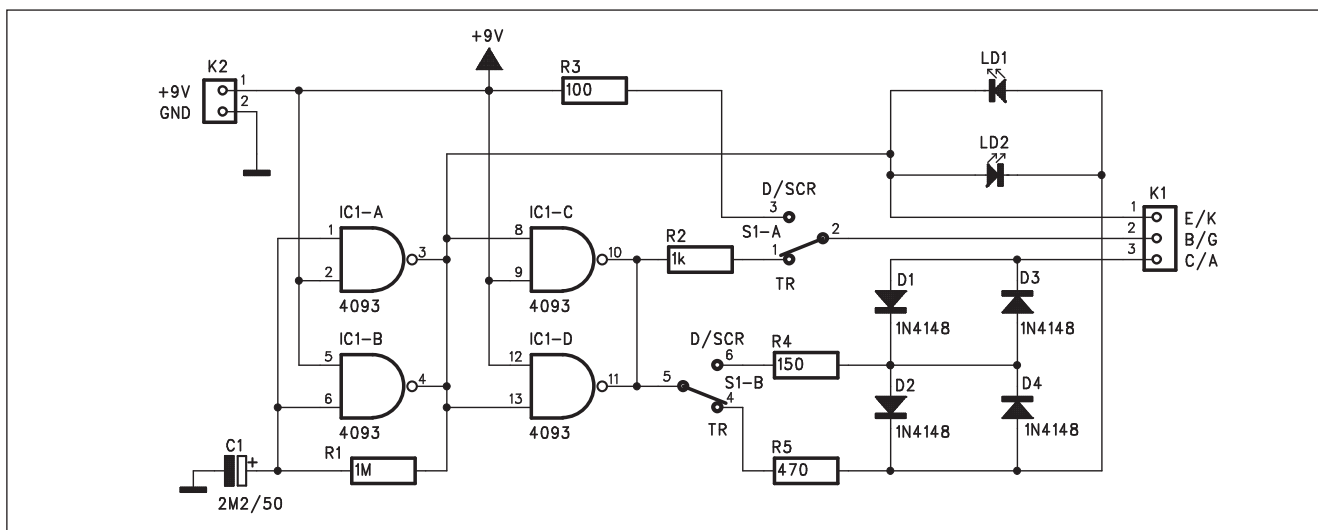 +9V
K2
1
+9V
2
GND
R3
100
LD1
LD2
K1
1
E/K
2
B/G
3
C/A
D/SCR
3
S1-A
2
1
TR
IC1-A
1
2
3
4093
IC1-C
8
9
10
4093
R2
1k
D1
1N4148
D3
1N4148
IC1-B
5
6
4
4093
IC1-D
12
13
11
4093
D/SCR
6
5
S1-B
4
TR
R4
150
D2
1N4148
D4
1N4148
C1
+
2M2/50
R1
1M
R5
470